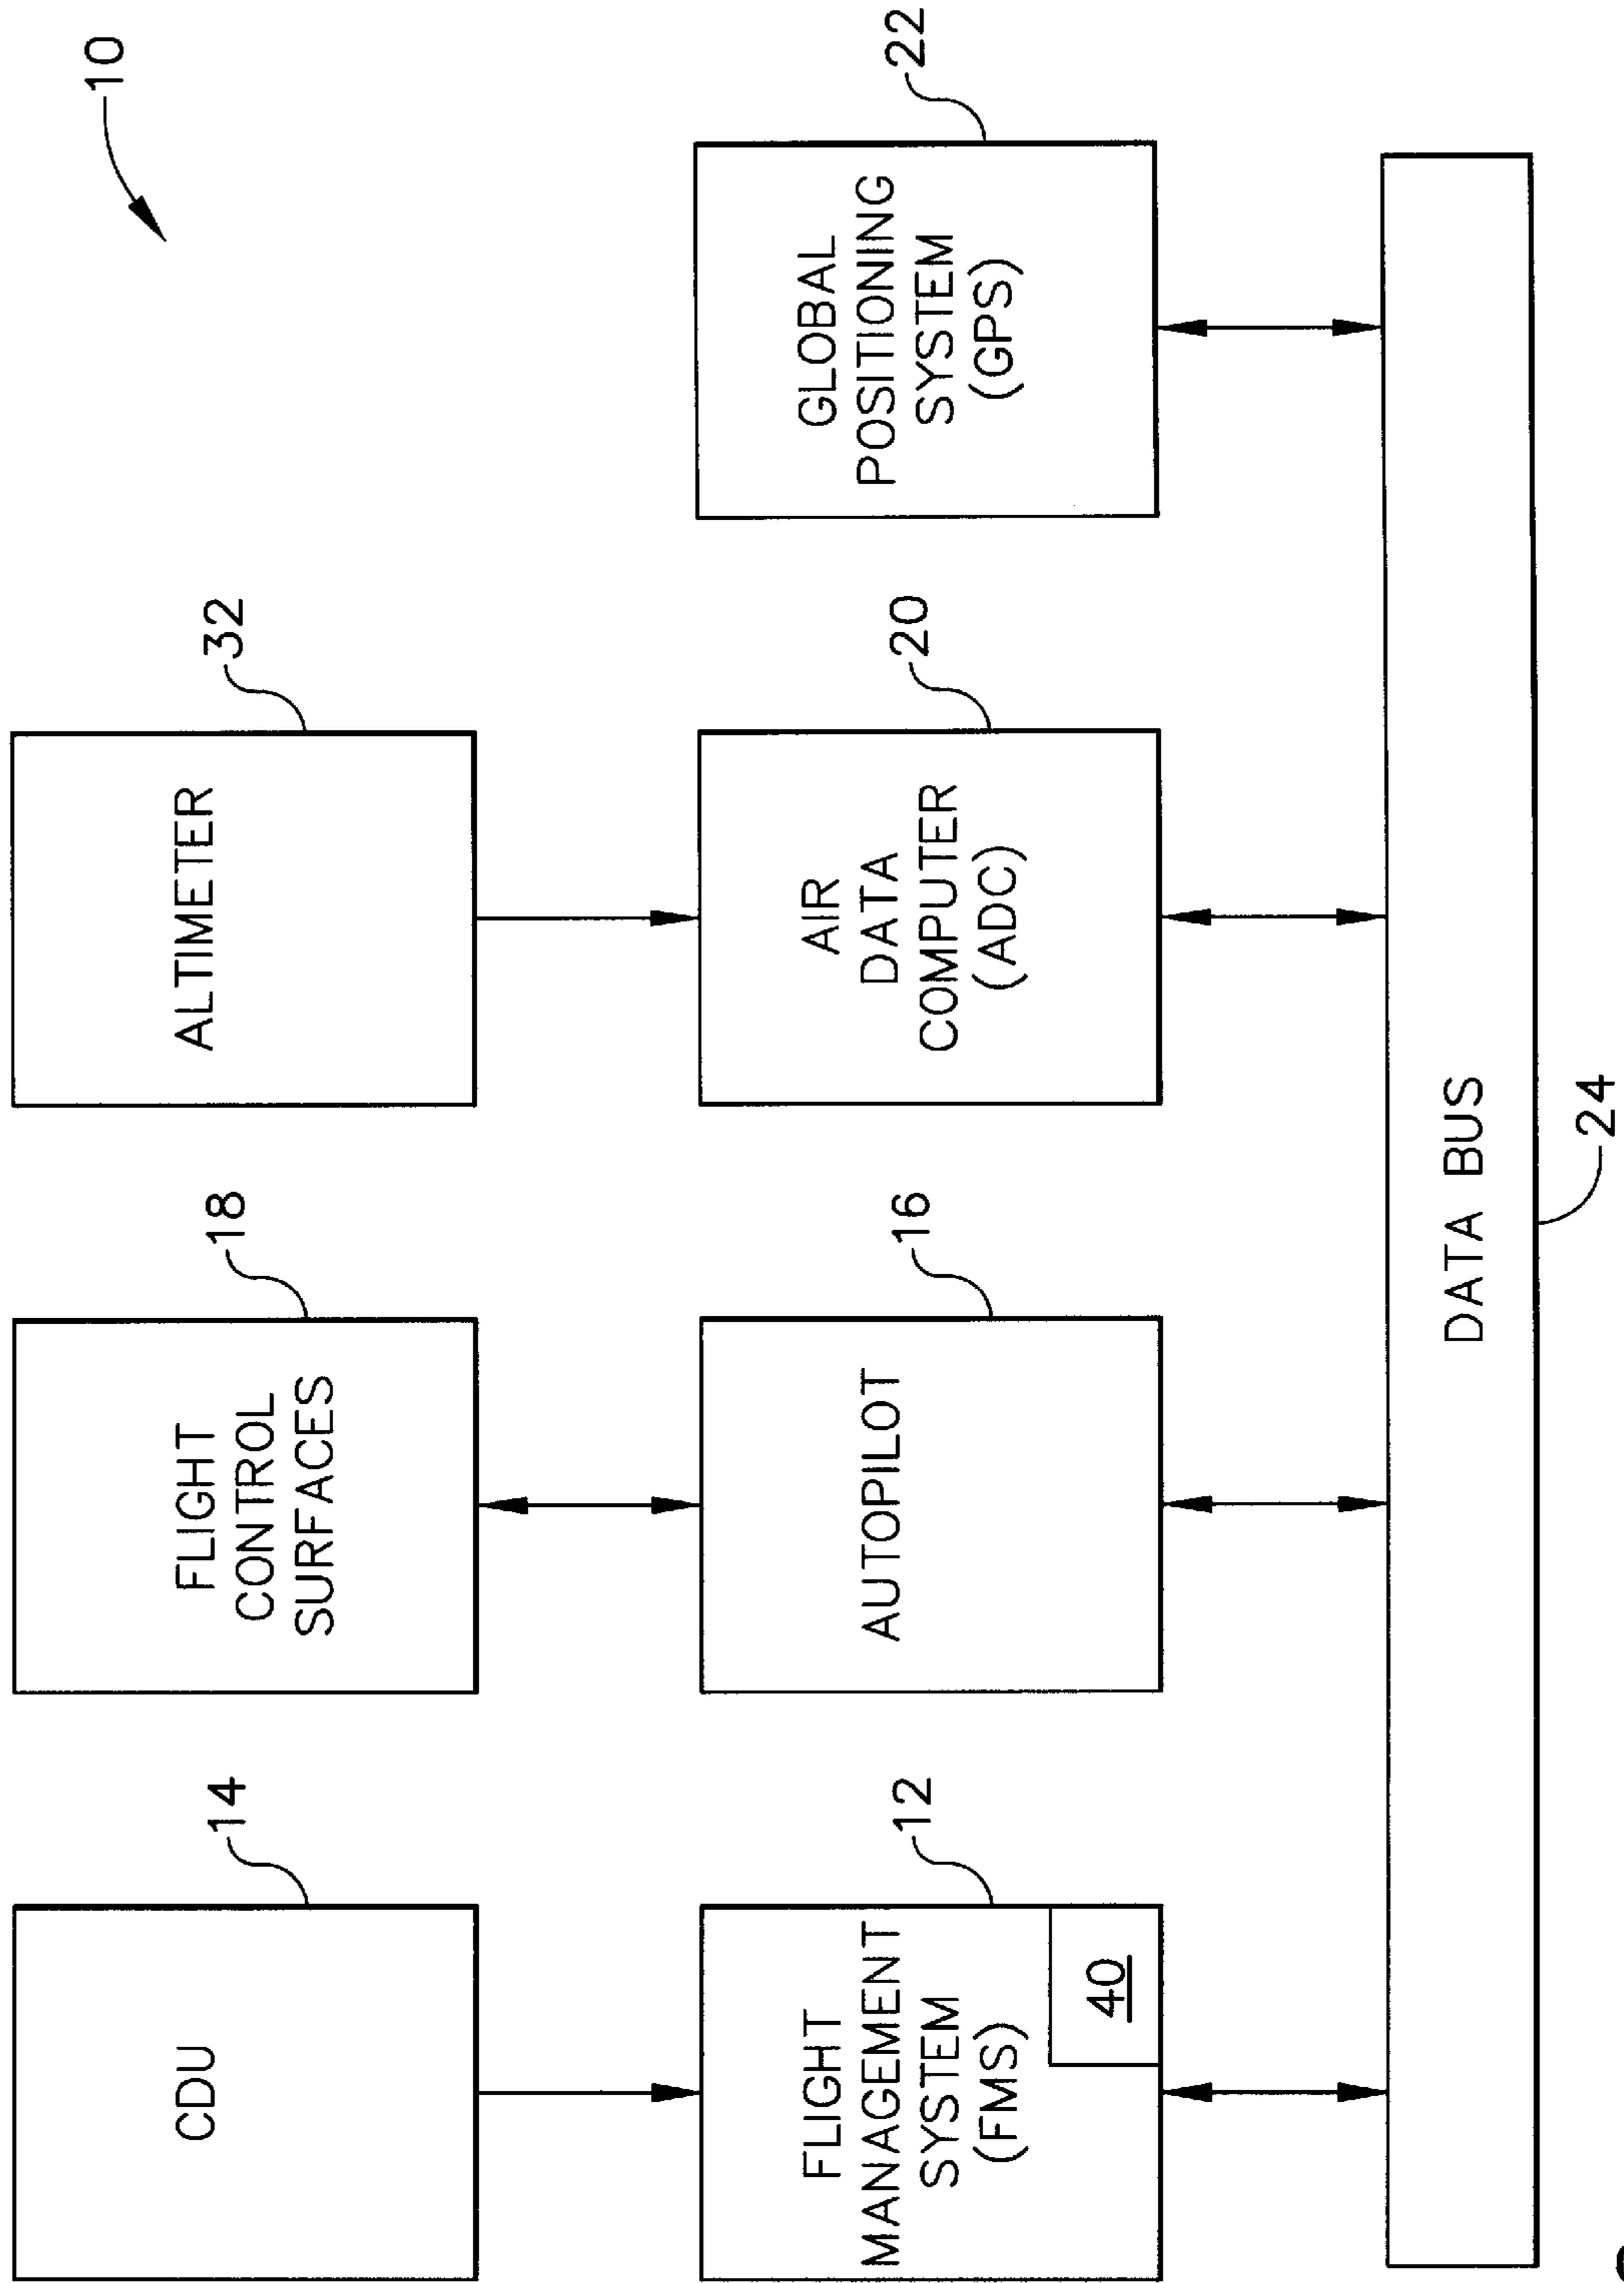 10
CDU
14
FLIGHT
CONTROL
SURFACES
18
ALTIMETER
32
FLIGHT
MANAGEMENT
SYSTEM
(FMS)
40
12
AUTOPILOT
16
AIR
DATA
COMPUTER
(ADC)
20
GLOBAL
POSITIONING
SYSTEM
(GPS)
22
DATA BUS
24